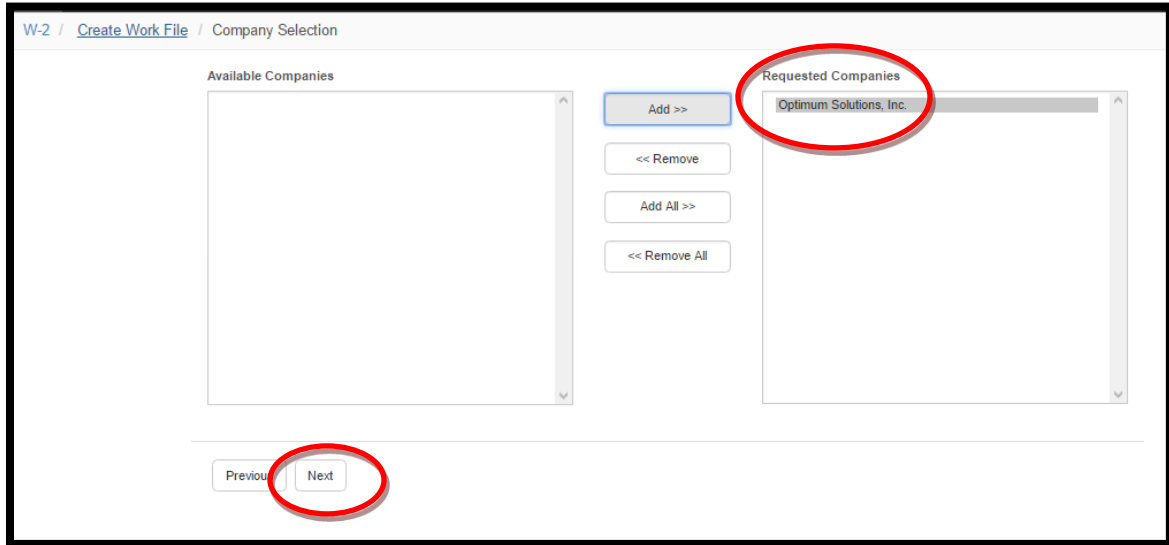 W-2 / Create Work File / Company Selection
Available Companies
Requested Companies
Add >>
Optimum Solutions, Inc.
<< Remove
Add All >>
<< Remove All
Previou
Next